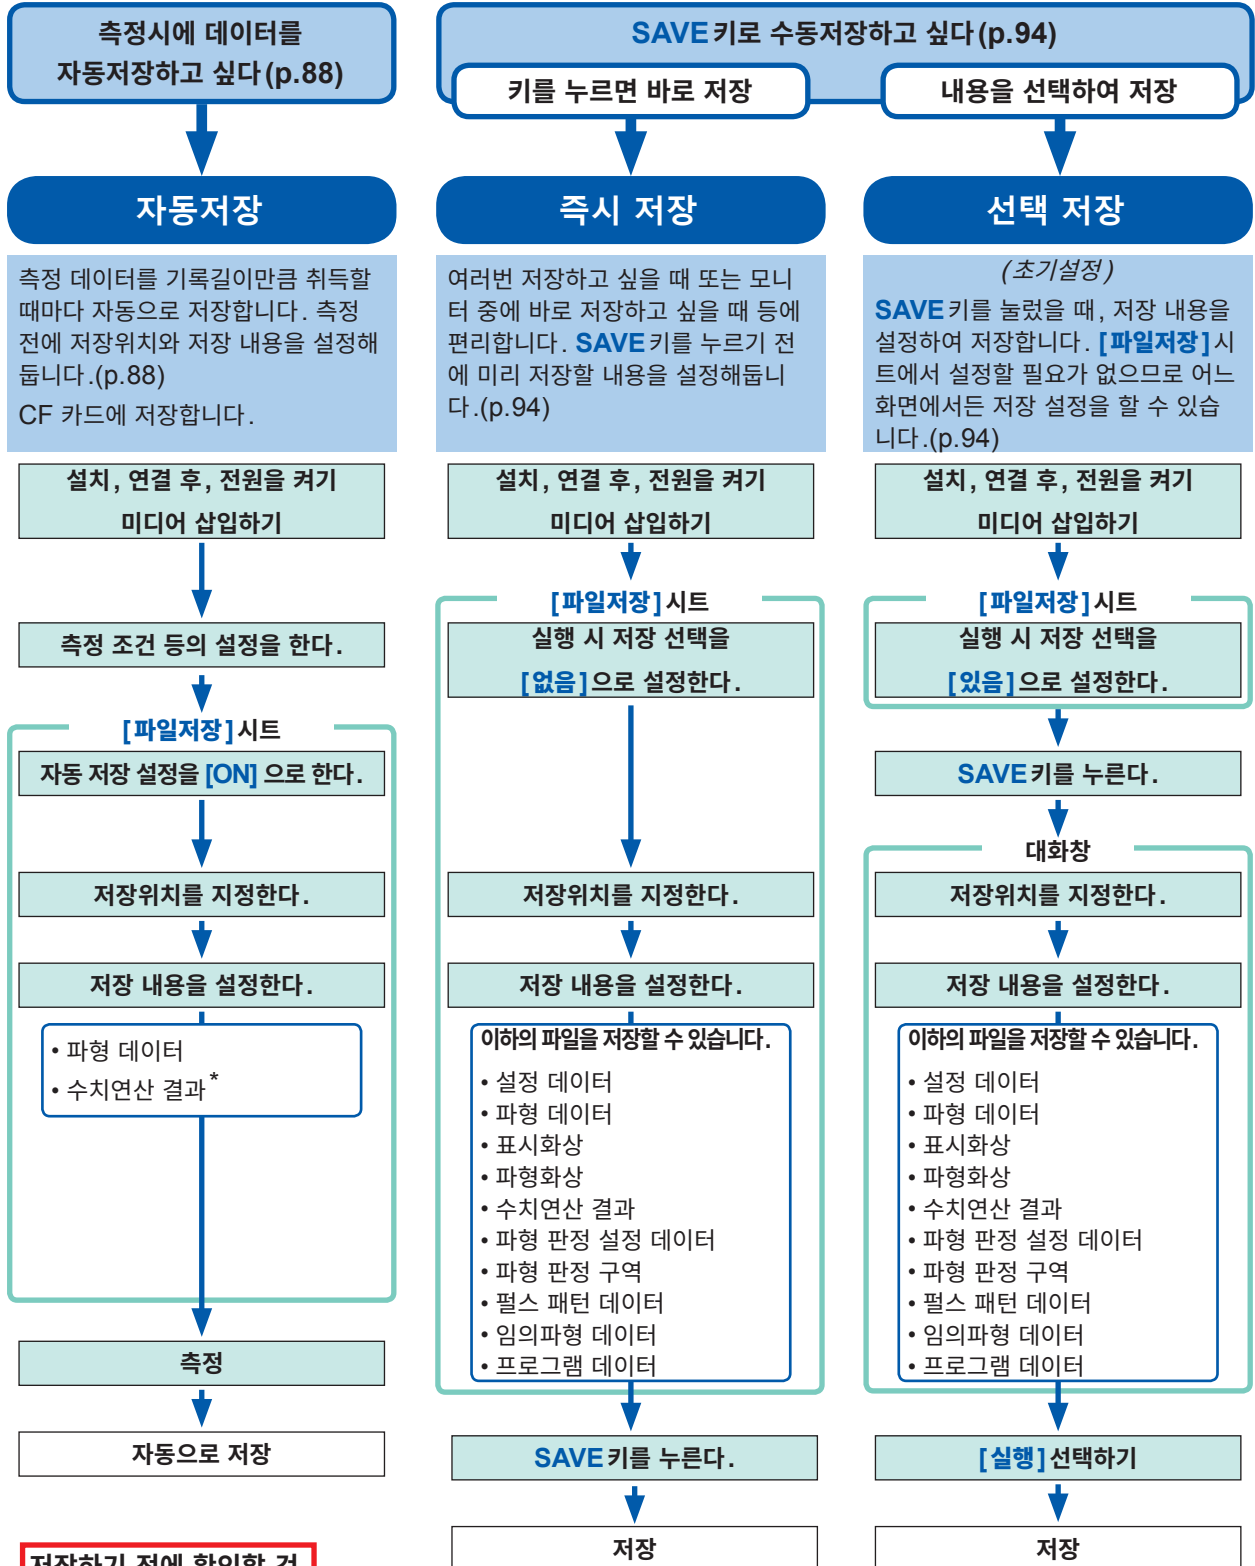 측정시에 데이터를
자동저장하고 싶다(p.88)
SAVE키로 수동저장하고 싶다(p.94)
키를 누르면 바로 저장
내용을 선택하여 저장
자동저장
측정 데이터를 기록길이만큼 취득할
때마다 자동으로 저장합니다. 측정
전에 저장위치와 저장 내용을 설정해
둡니다.(p.88)
CF 카드에 저장합니다.
설치, 연결 후, 전원을 켜기
미디어 삽입하기
측정 조건 등의 설정을 한다.
[파일저장]시트
자동 저장 설정을 [ON] 으로 한다.
저장위치를 지정한다.
저장 내용을 설정한다.
• 파형 데이터
• 수치연산 결과*
측정
자동으로 저장
저장하기 전에 확인할 것
즉시 저장
여러번 저장하고 싶을 때 또는 모니
터 중에 바로 저장하고 싶을 때 등에
편리합니다. SAVE키를 누르기 전
에 미리 저장할 내용을 설정해둡니
다.(p.94)
설치, 연결 후, 전원을 켜기
미디어 삽입하기
[파일저장]시트
실행 시 저장 선택을
[없음]으로 설정한다.
저장위치를 지정한다.
저장 내용을 설정한다.
이하의 파일을 저장할 수 있습니다.
• 설정 데이터
• 파형 데이터
• 표시화상
• 파형화상
• 수치연산 결과
• 파형 판정 설정 데이터
• 파형 판정 구역
• 펄스 패턴 데이터
• 임의파형 데이터
• 프로그램 데이터
SAVE키를 누른다.
저장
선택 저장
(초기설정)
SAVE키를 눌렀을 때, 저장 내용을
설정하여 저장합니다. [파일저장]시
트에서 설정할 필요가 없으므로 어느
화면에서든 저장 설정을 할 수 있습
니다.(p.94)
설치, 연결 후, 전원을 켜기
미디어 삽입하기
[파일저장]시트
실행 시 저장 선택을
[있음]으로 설정한다.
SAVE키를 누른다.
대화창
저장위치를 지정한다.
저장 내용을 설정한다.
이하의 파일을 저장할 수 있습니다.
• 설정 데이터
• 파형 데이터
• 표시화상
• 파형화상
• 수치연산 결과
• 파형 판정 설정 데이터
• 파형 판정 구역
• 펄스 패턴 데이터
• 임의파형 데이터
• 프로그램 데이터
[실행]선택하기
저장